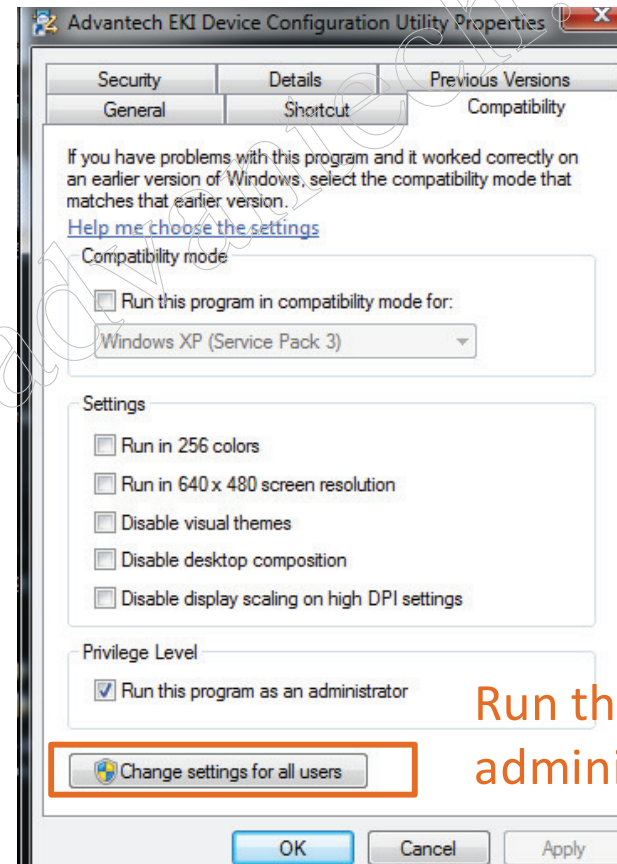 Advantech EKI Device Configuration Utility Properties
Security Details Previous Versions
General Shortcut Compatibility
If you have problems with this program and it worked correctly on
an earlier version of Windows, select the compatibility mode that
matches that earlier version.
Help me choose the settings
Compatibility mode
Run this program in compatibility mode for:
Windows XP (Service Pack 3)
Settings
Run in 256 colors
Run in 640 x 480 screen resolution
Disable visual themes
Disable desktop composition
Disable display scaling on high DPI settings
Privilege Level
Run this program as an administrator
Run th
admini
Change settings for all users
OK Cancel Apply
advantech